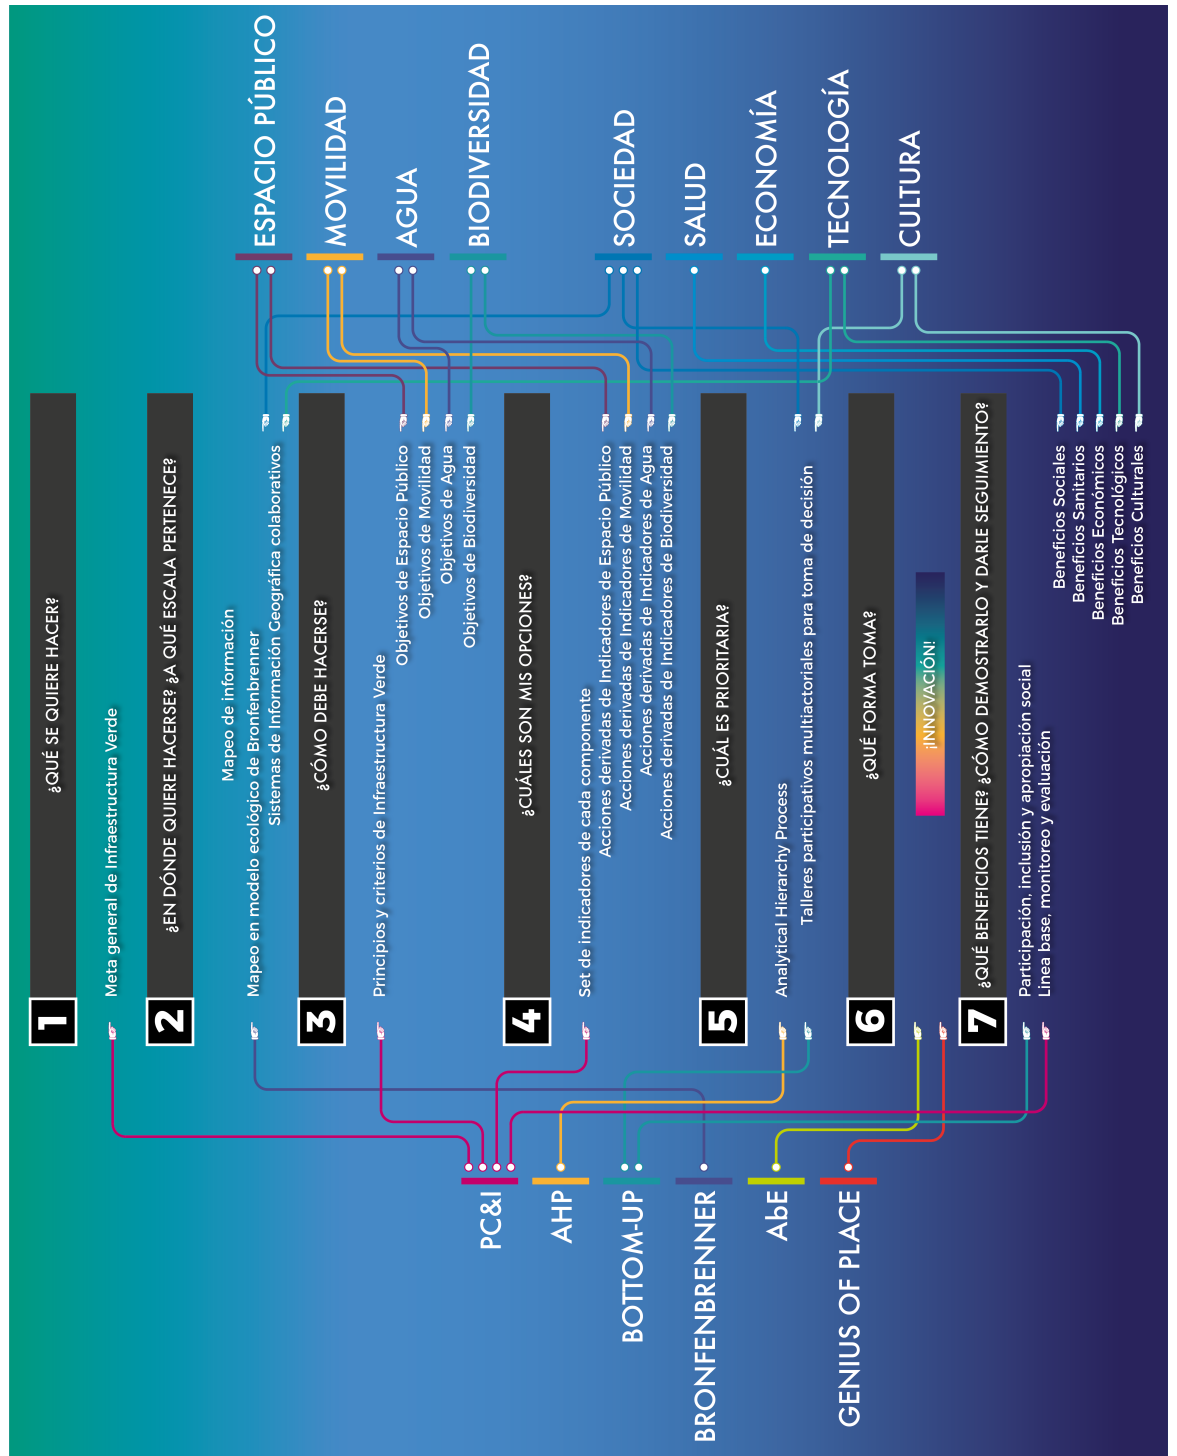 PC&I
AHP
BOTTOM-UP
BRONFENBRENNER
AbE
GENIUS OF PLACE
1
¿QUÉ SE QUIERE HACER?
Meta general de Infraestructura Verde
2
¿EN DÓNDE QUIERE HACERSE? ¿A QUÉ ESCALA PERTENECE?
Mapeo de información
Mapeo en modelo ecológico de Bronfenbrenner
Sistemas de Información Geográfica colaborativos
3
¿CÓMO DEBE HACERSE?
Principios y criterios de Infraestructura Verde
Objetivos de Espacio Público
Objetivos de Movilidad
Objetivos de Agua
Objetivos de Biodiversidad
4
¿CUÁLES SON MIS OPCIONES?
Set de indicadores de cada componente
Acciones derivadas de Indicadores de Espacio Público
Acciones derivadas de Indicadores de Movilidad
Acciones derivadas de Indicadores de Agua
Acciones derivadas de Indicadores de Biodiversidad
5
¿CUÁL ES PRIORITARIA?
Analytical Hierarchy Process
Talleres participativos multiactoriales para toma de decisión
6
¿QUÉ FORMA TOMA?
¡INNOVACIÓN!
7
¿QUÉ BENEFICIOS TIENE? ¿CÓMO DEMOSTRARLO Y DARLE SEGUIMIENTO?
Participación, inclusión y apropiación social
Linea base, monitoreo y evaluación
Beneficios Sociales
Beneficios Sanitarios
Beneficios Económicos
Beneficios Tecnológicos
Beneficios Culturales
ESPACIO PÚBLICO
MOVILIDAD
AGUA
BIODIVERSIDAD
SOCIEDAD
SALUD
ECONOMÍA
TECNOLOGÍA
CULTURA